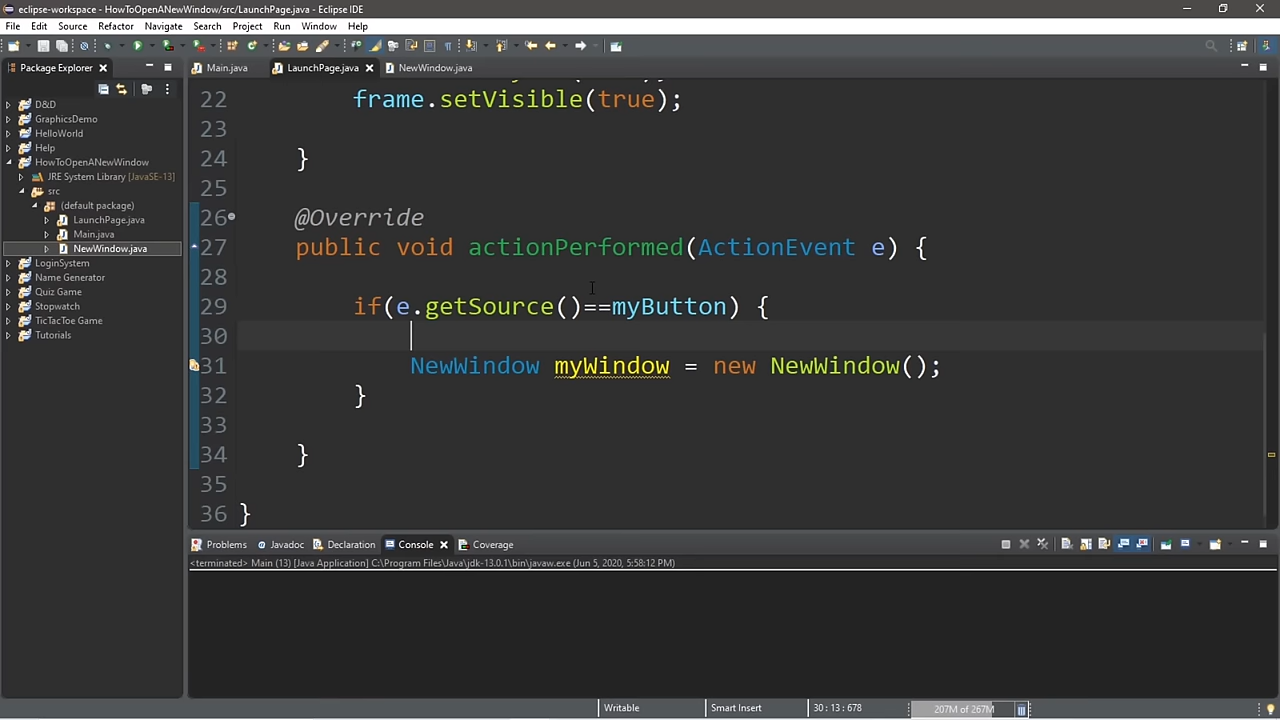 eclipse-workspace - HowToOpenANewWindow/src/LaunchPage.java - Eclipse IDE
File Edit Source Refactor Navigate Search Project Run Window Help
Package Explorer
Main.java LaunchPage.java NewWindow.java
D&D
GraphicsDemo
HelloWorld
Help
HowToOpenANewWindow
JRE System Library [JavaSE-13]
src
(default package)
LaunchPage.java
Main.java
NewWindow.java
LoginSystem
Name Generator
Quiz Game
Stopwatch
TicTacToe Game
Tutorials
22 frame.setVisible(true);
23
24 }
25
26 @Override
27 public void actionPerformed(ActionEvent e) {
28
29 if(e.getSource()==myButton) {
30
31 NewWindow myWindow = new NewWindow();
32 }
33
34 }
35
36 }
Problems Javadoc Declaration Console Coverage
<terminated> Main (13) [Java Application] C:\Program Files\Java\jdk-13.0.1\bin\javaw.exe (Jun 5, 2020, 5:58:12 PM)
Writable Smart Insert 30 : 13 : 678 207M of 267M